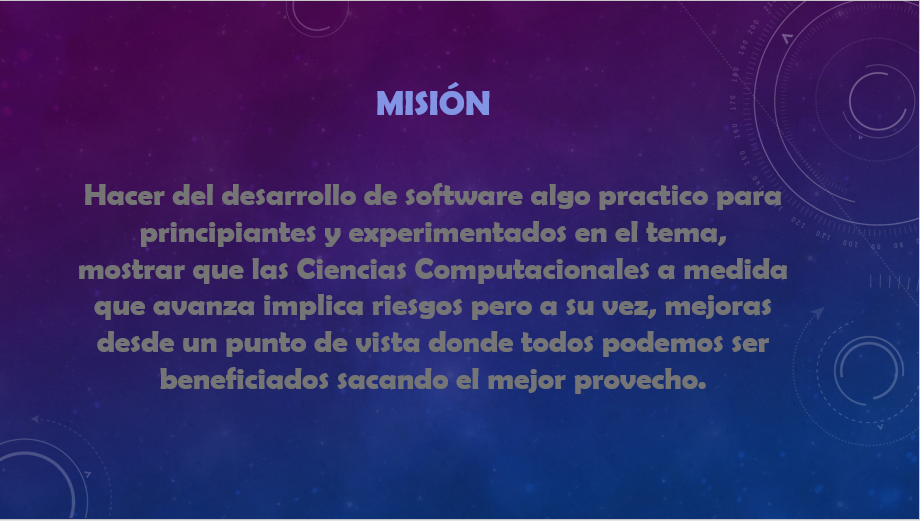 MISIÓN
Hacer del desarrollo de software algo practico para
principiantes y experimentados en el tema,
mostrar que las Ciencias Computacionales a medida
que avanza implica riesgos pero a su vez, mejoras
desde un punto de vista donde todos podemos ser
beneficiados sacando el mejor provecho.